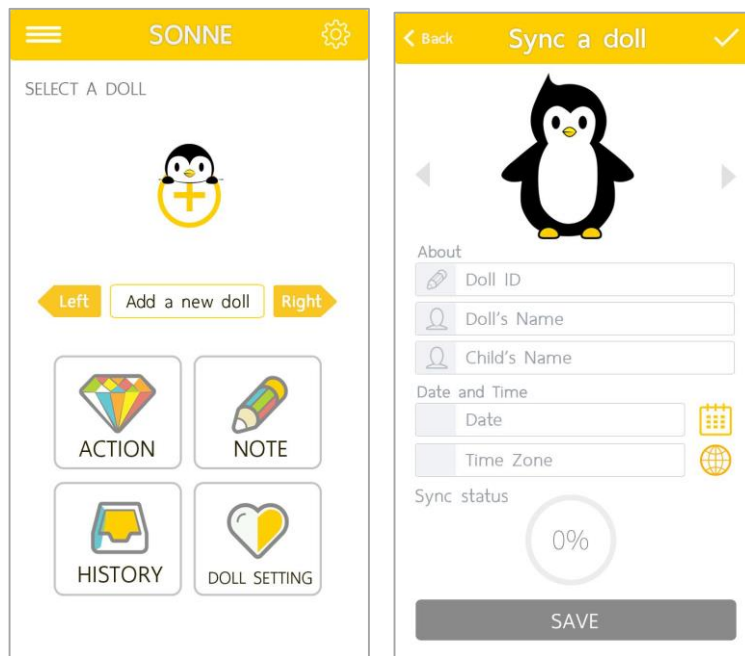 SONNE
SELECT A DOLL
Left
Add a new doll
Right
ACTION
NOTE
HISTORY
DOLL SETTING
Back
Sync a doll
About
Doll ID
Doll's Name
Child's Name
Date and Time
Date
Time Zone
Sync status
0%
SAVE